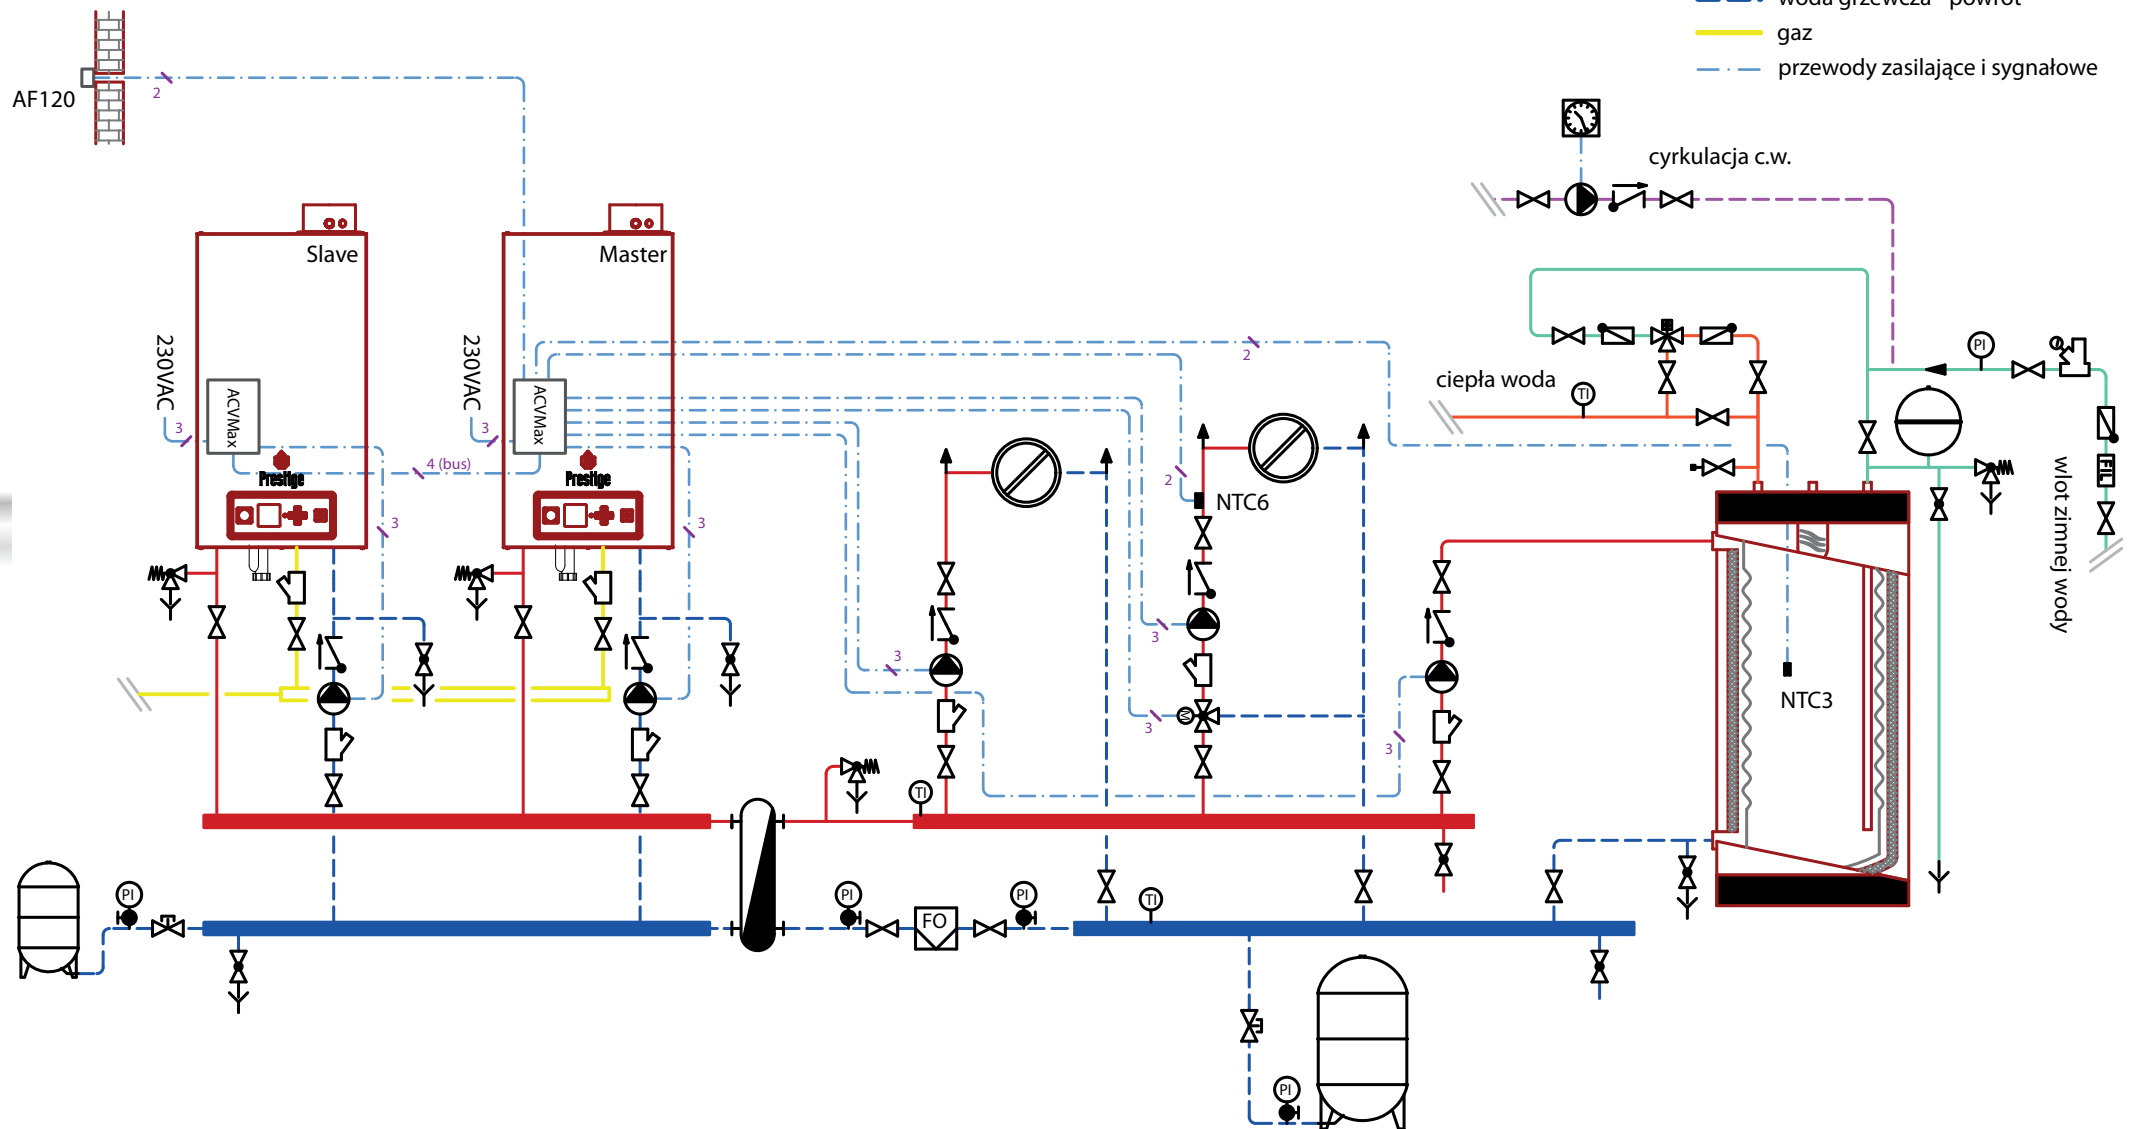 woda grzewcza - powrót
gaz
przewody zasilające i sygnałowe
AF120
2
cyrkulacja c.w.
Slave
Master
230VAC
3
ACVMax
Prestige
3
4 (bus)
230VAC
3
ACVMax
Prestige
3
2
2
NTC6
ciepła woda
TI
PI
FIL
wlot zimnej wody
NTC3
3
3
3
M
3
TI
PI
PI
FO
PI
TI
PI